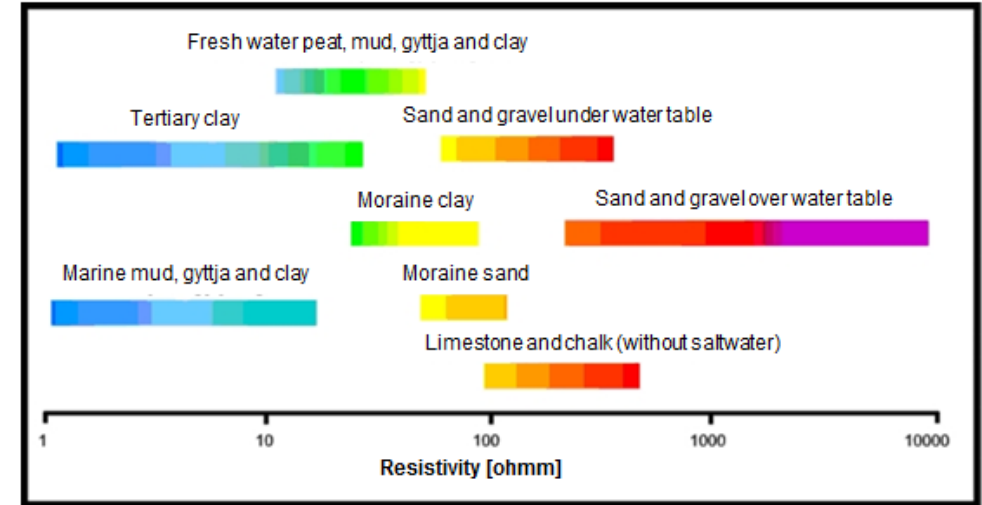 Fresh water peat, mud, gyttja and clay
Tertiary clay
Sand and gravel under water table
Moraine clay
Sand and gravel over water table
Marine mud, gyttja and clay
Moraine sand
Limestone and chalk (without saltwater)
1 10 100 1000 10000
Resistivity [ohmm]